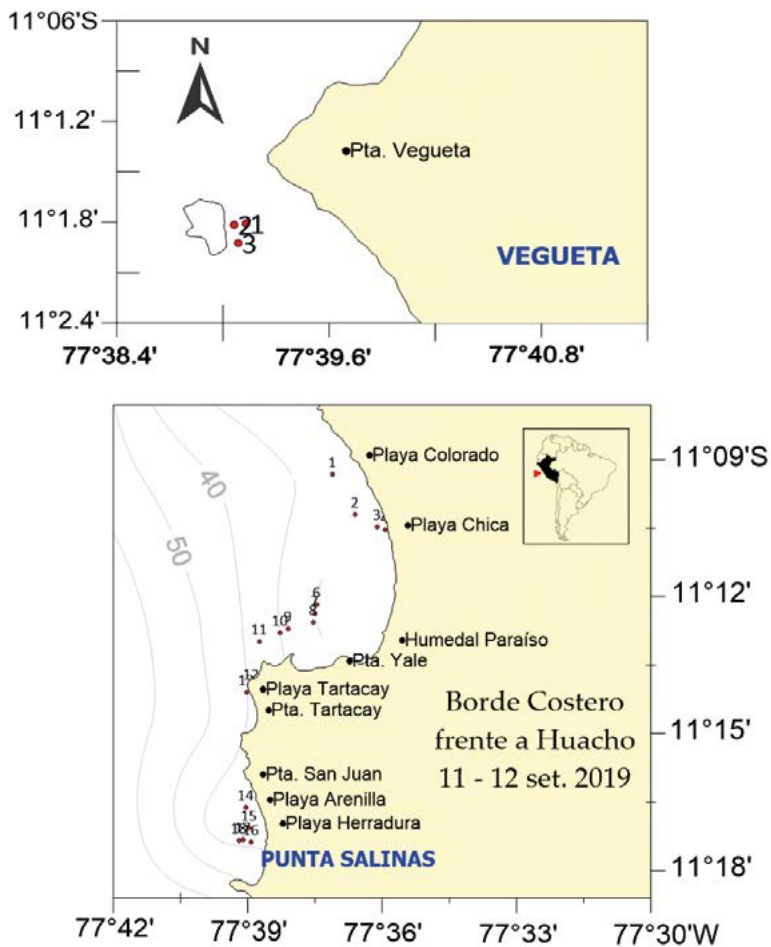 11°06'S
N
11°1.2'
Pta. Vegueta
11°1.8'
21
3
VEGUETA
11°2.4'
77°38.4' 77°39.6' 77°40.8'
40
50
1
Playa Colorado
11°09'S
2
3
Playa Chica
6
11°12'
8
10 9
11
Humedal Paraíso
Pta. Yale
Playa Tartacay
Pta. Tartacay
Borde Costero
frente a Huacho
11 - 12 set. 2019
11°15'
Pta. San Juan
14
Playa Arenilla
15
Playa Herradura
16
PUNTA SALINAS
11°18'
77°42' 77°39' 77°36' 77°33' 77°30'W